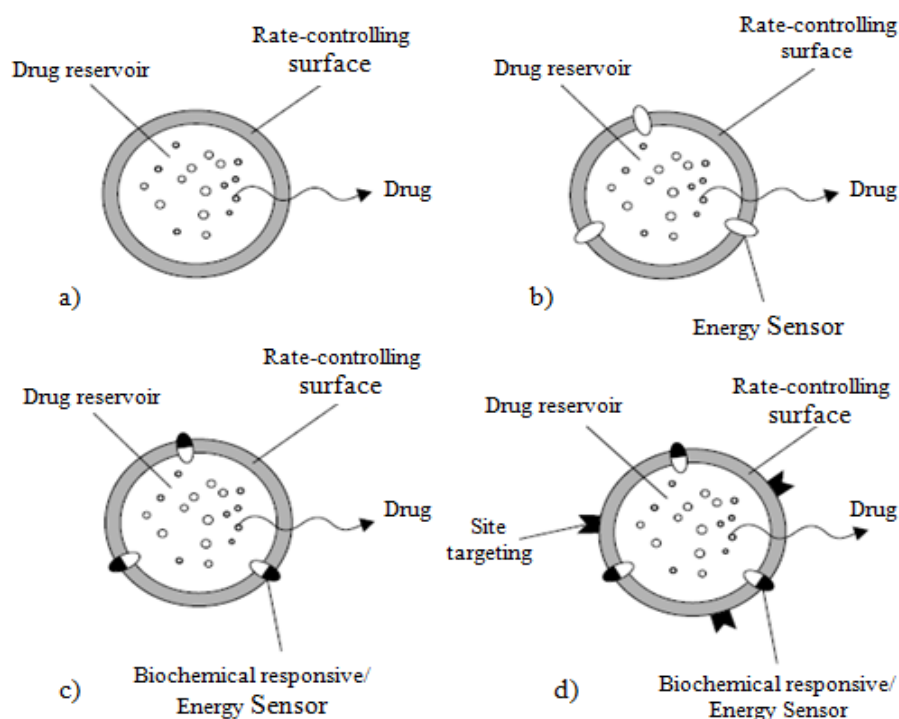 Rate-controlling
surface
Drug reservoir
Drug
a)
Rate-controlling
surface
Drug reservoir
Drug
b)
Energy Sensor
Rate-controlling
surface
Drug reservoir
Drug
Biochemical responsive/
Energy Sensor
c)
Rate-controlling
surface
Drug reservoir
Drug
Site
targeting
Biochemical responsive/
Energy Sensor
d)